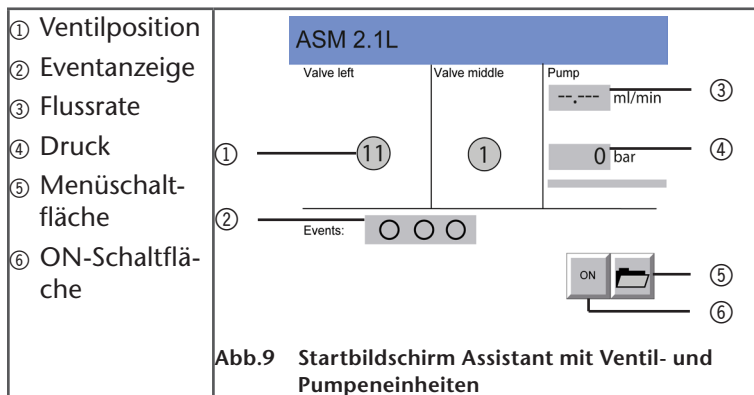 ① Ventilposition
② Eventanzeige
③ Flussrate
④ Druck
⑤ Menüschalt-
fläche
⑥ ON-Schaltflä-
che
ASM 2.1L
Valve left
Valve middle
Pump
--.--- ml/min
③
①
11
1
0 bar
④
②
Events:
ON
⑤
⑥
Abb.9 Startbildschirm Assistant mit Ventil- und
Pumpeneinheiten